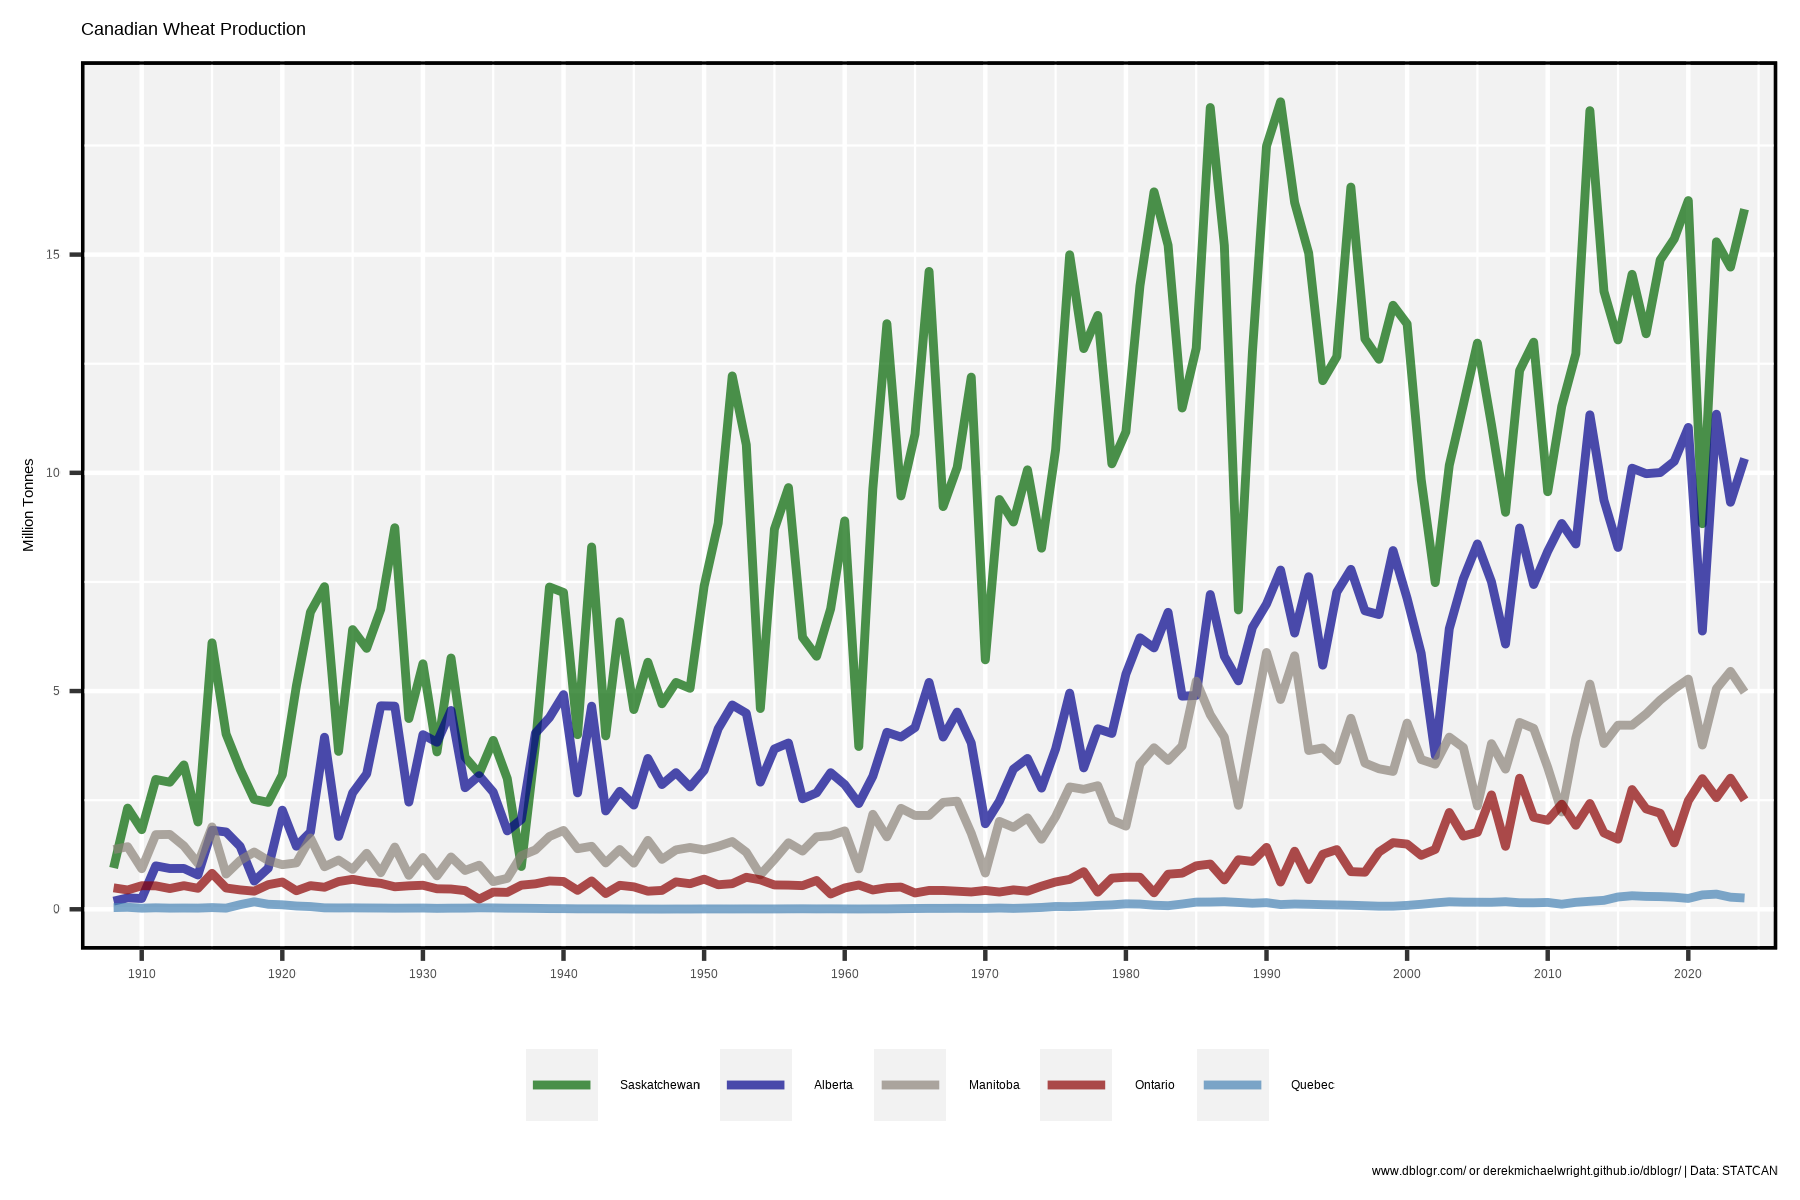 Canadian Wheat Production
Million Tonnes
15
10
5
0
1910 1920 1930 1940 1950 1960 1970 1980 1990 2000 2010 2020
Saskatchewan Alberta Manitoba Ontario Quebec
www.dblogr.com/ or derekmichaelwright.github.io/dblogr/ | Data: STATCAN